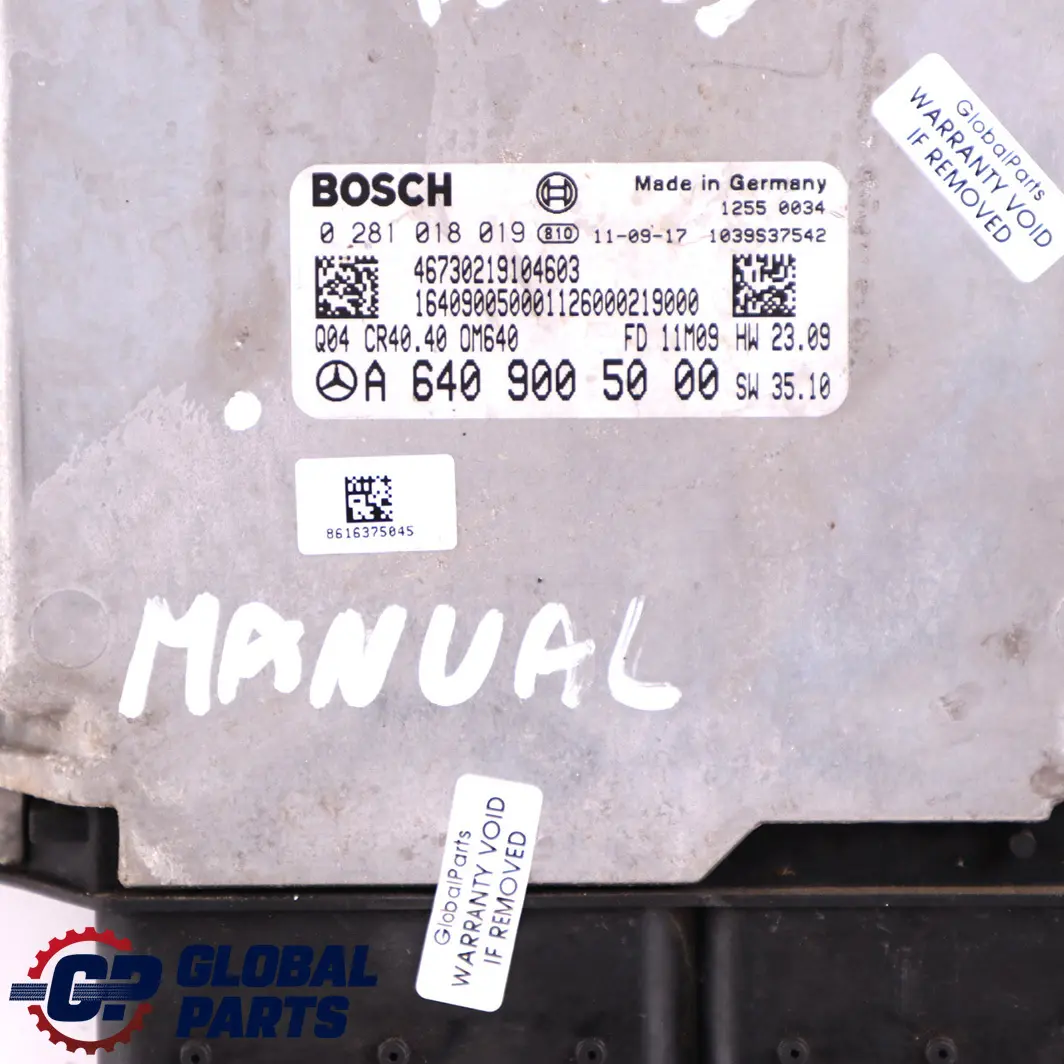 GlobalParts
WARRANTY VOID
IF REMOVED
BOSCH
Made in Germany
1255 0034
0 281 018 019 810 11-09-17 1039S37542
46730219104603
164090050001126000219000
Q04 CR40.40 OM640 FD 11M09 HW 23.09
A 640 900 50 00 SW 35.10
8616375045
MANUAL
GlobalParts
WARRANTY VOID
IF REMOVED
GP GLOBAL
PARTS